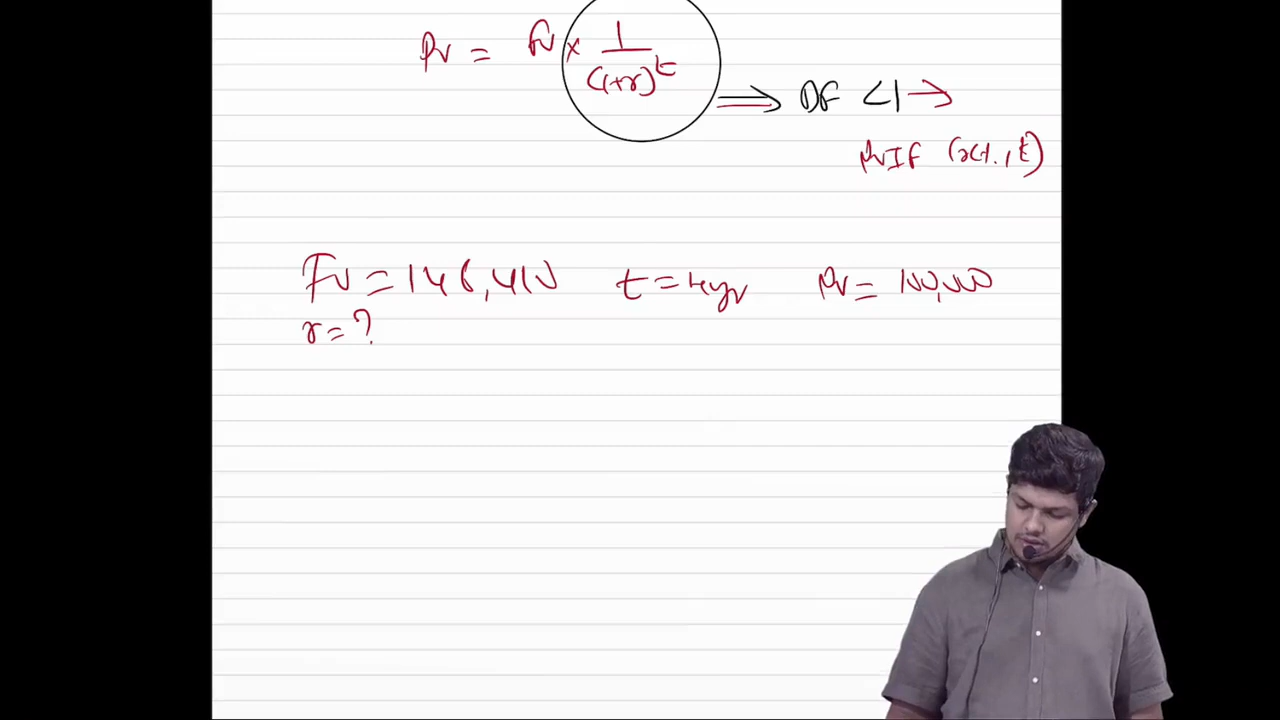 Pv = Fv × 1/(1+r)^t
⇒ DF <1 →
PVIF (r%, t)
Fv = 146,410 t = 4yr Pv = 100,000
r = ?